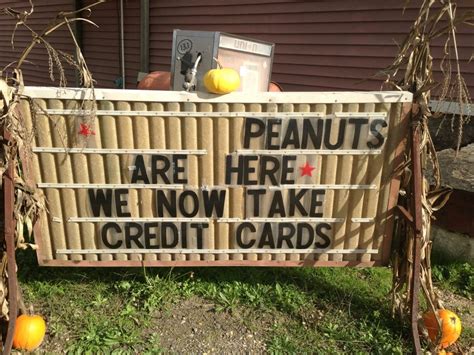 PEANUTS
ARE HERE
WE NOW TAKE
CREDIT CARDS